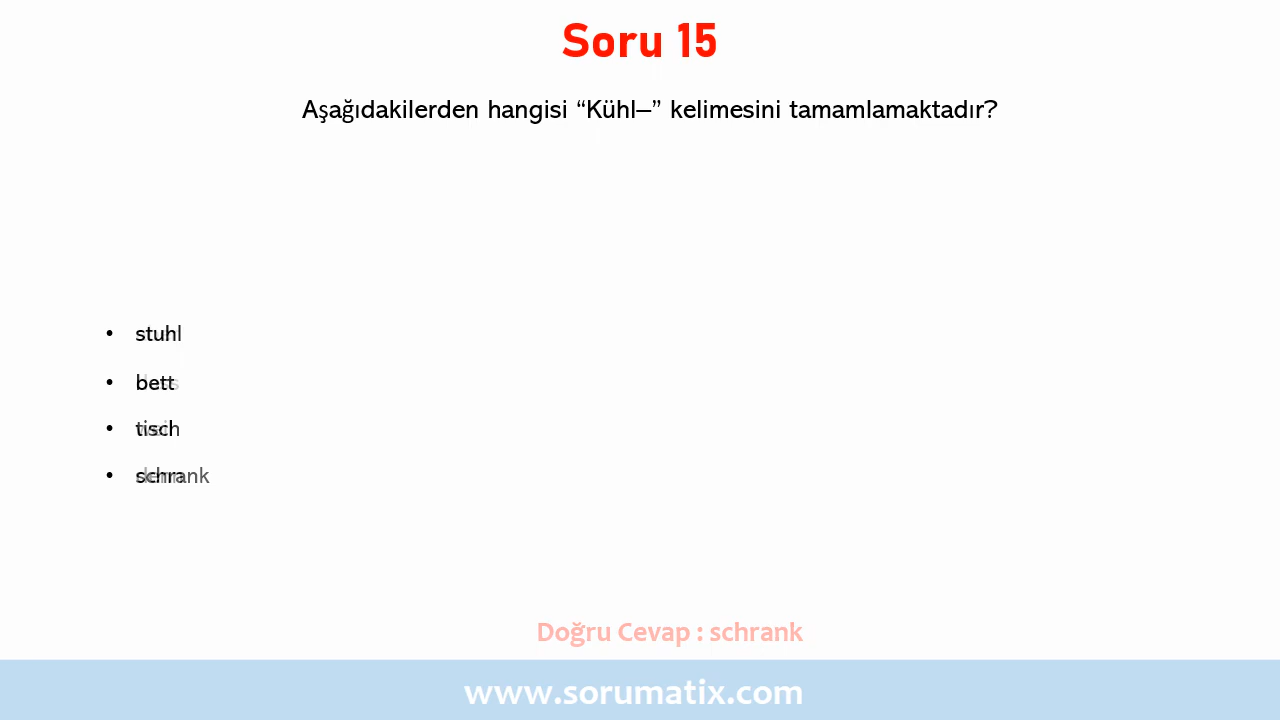 Soru 15
Aşağıdakilerden hangisi “Kühl–” kelimesini tamamlamaktadır?
• stuhl
• bett
• tisch
• schrank
Doğru Cevap : schrank
www.sorumatix.com